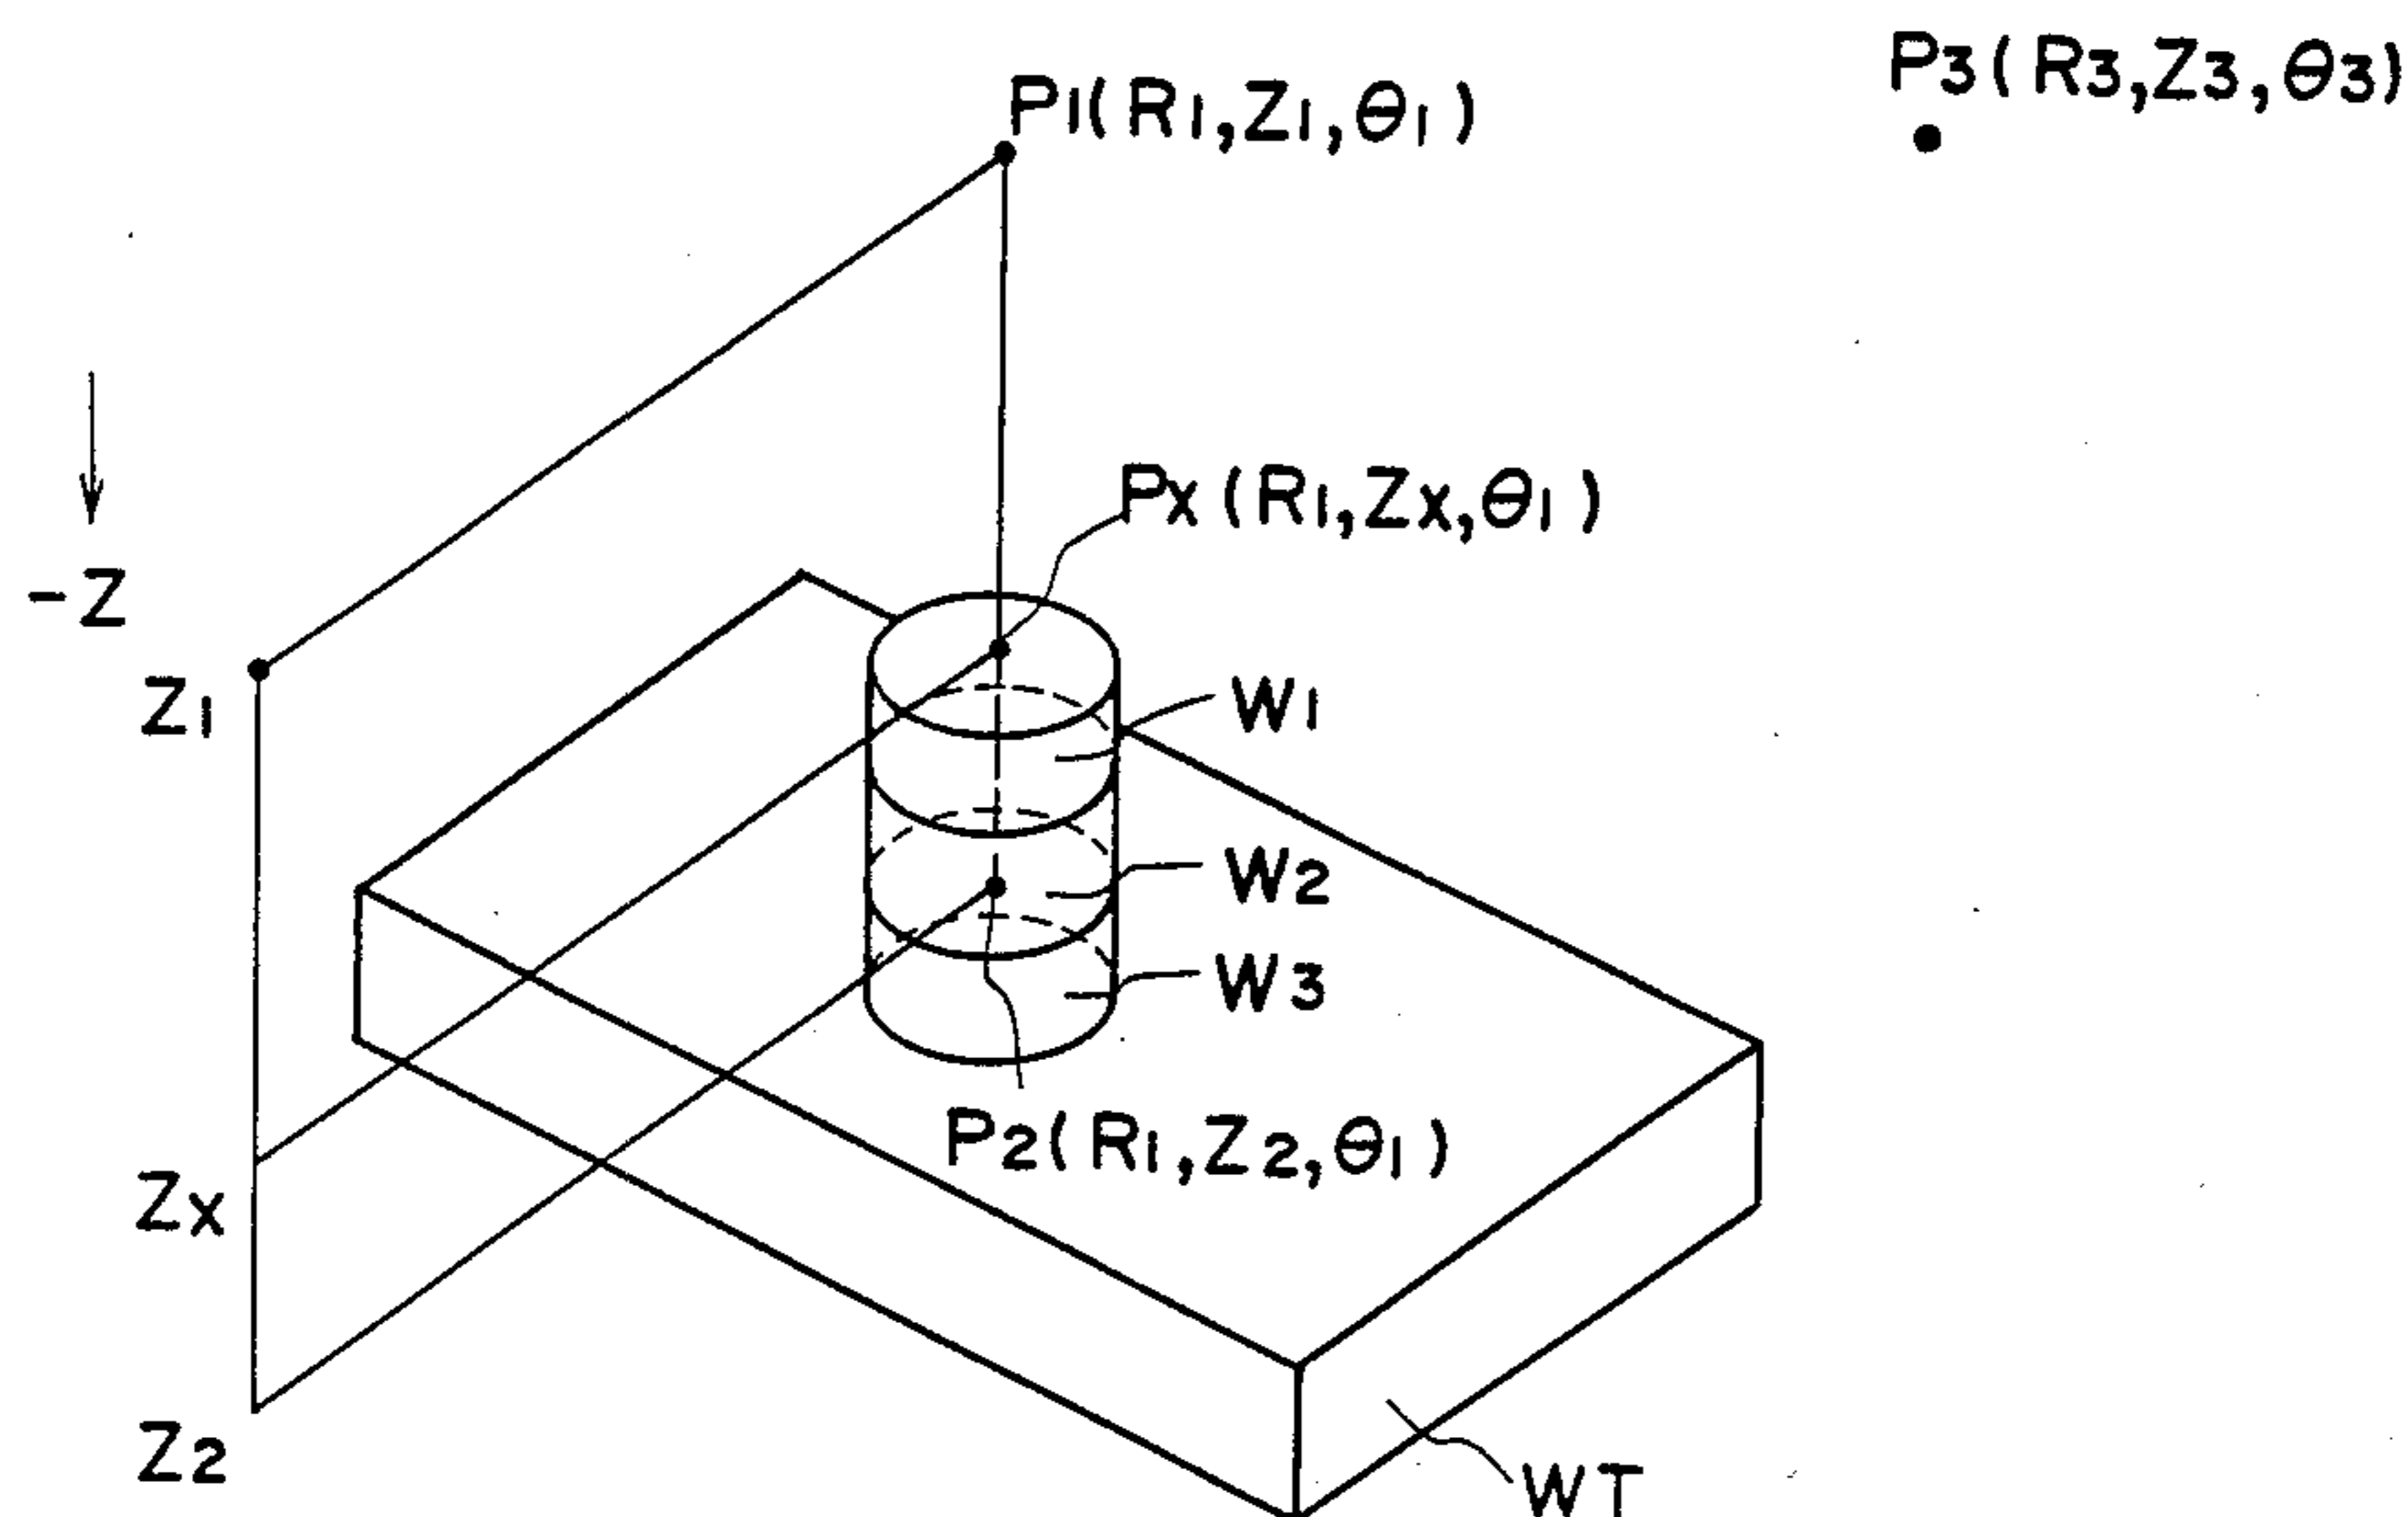 P3(R3,Z3,θ3)
P1(R1,Z1,θ1)
PX(R1,ZX,θ1)
-Z
Z1
W1
W2
W3
P2(R1,Z2,θ1)
ZX
Z2
WT